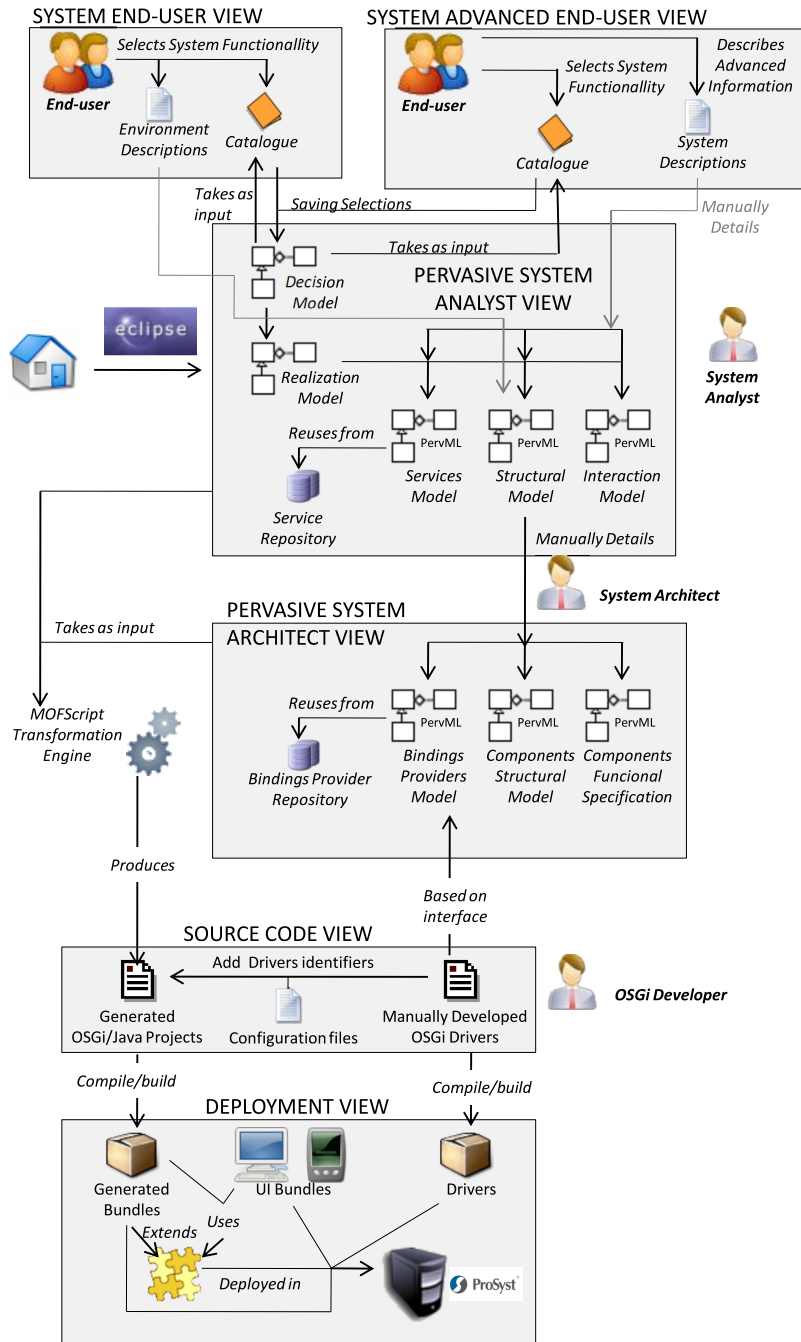 SYSTEM END-USER VIEW
SYSTEM ADVANCED END-USER VIEW
Selects System Functionallity
End-user
Environment
Descriptions
Catalogue
End-user
Selects System
Functionallity
Describes
Advanced
Information
Catalogue
System
Descriptions
Takes as
input
Saving Selections
Manually
Details
Takes as input
Decision
Model
PERVASIVE SYSTEM
ANALYST VIEW
eclipse
Realization
Model
System
Analyst
Reuses from
PervML
PervML
PervML
Services
Model
Structural
Model
Interaction
Model
Service
Repository
Manually Details
System Architect
PERVASIVE SYSTEM
ARCHITECT VIEW
Takes as input
MOFScript
Transformation
Engine
Reuses from
PervML
PervML
PervML
Bindings Provider
Repository
Bindings
Providers
Model
Components
Structural
Model
Components
Funcional
Specification
Produces
Based on
interface
SOURCE CODE VIEW
Add Drivers identifiers
Generated
OSGi/Java Projects
Configuration files
Manually Developed
OSGi Drivers
OSGi Developer
Compile/build
Compile/build
DEPLOYMENT VIEW
Generated
Bundles
UI Bundles
Drivers
Extends
Uses
Deployed in
ProSyst